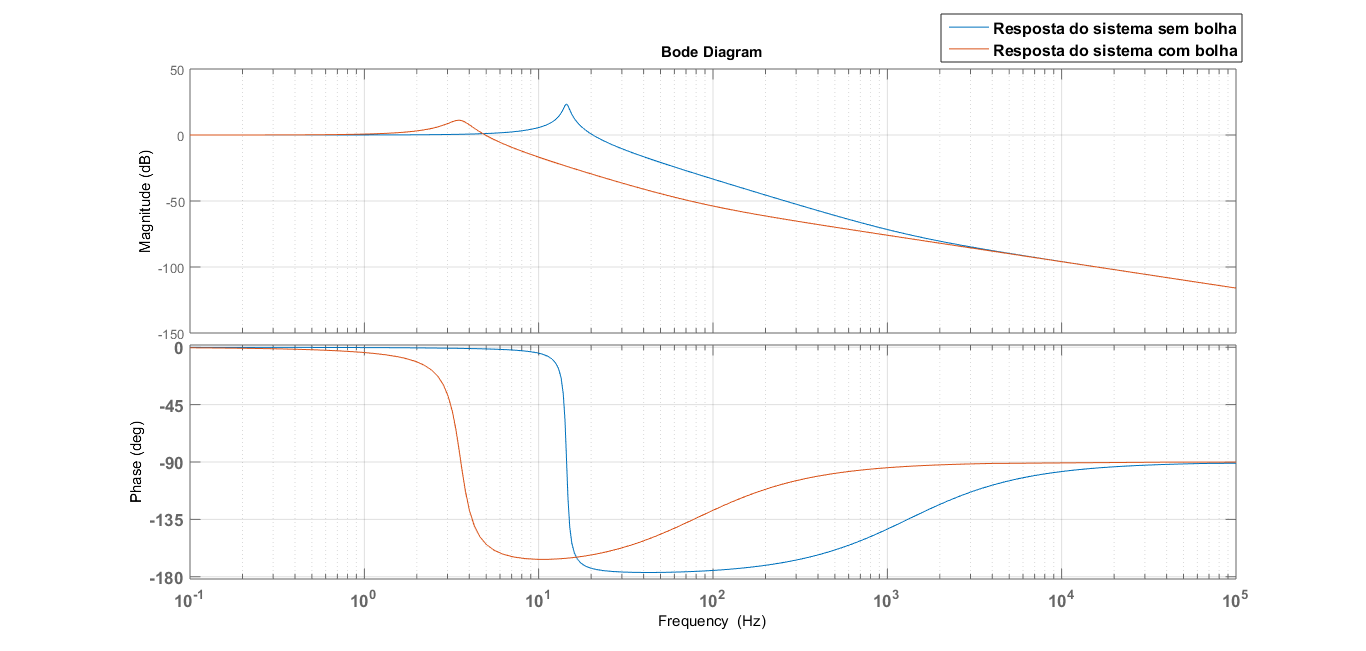 Resposta do sistema sem bolha
Resposta do sistema com bolha
Bode Diagram
50
0
-50
-100
-150
Magnitude (dB)
0
-45
-90
-135
-180
Phase (deg)
10^-1 10^0 10^1 10^2 10^3 10^4 10^5
Frequency (Hz)